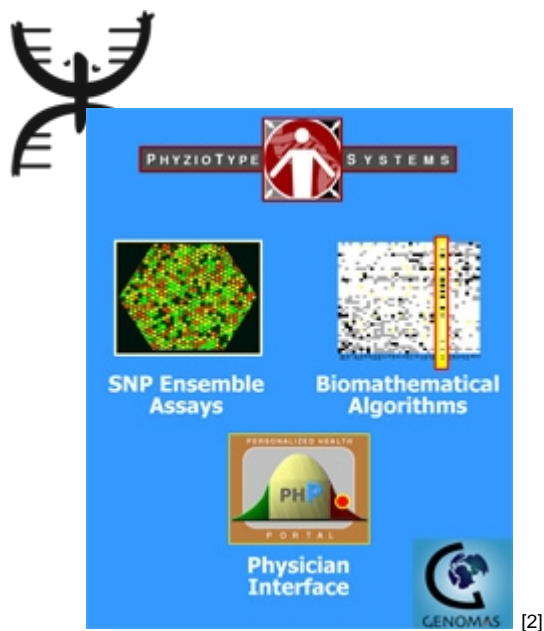 PHYZIOTYPE SYSTEMS
SNP Ensemble
Assays
Biomathematical
Algorithms
PERSONALIZED HEALTH
PHP
PORTAL
Physician
Interface
GENOMAS
[2]